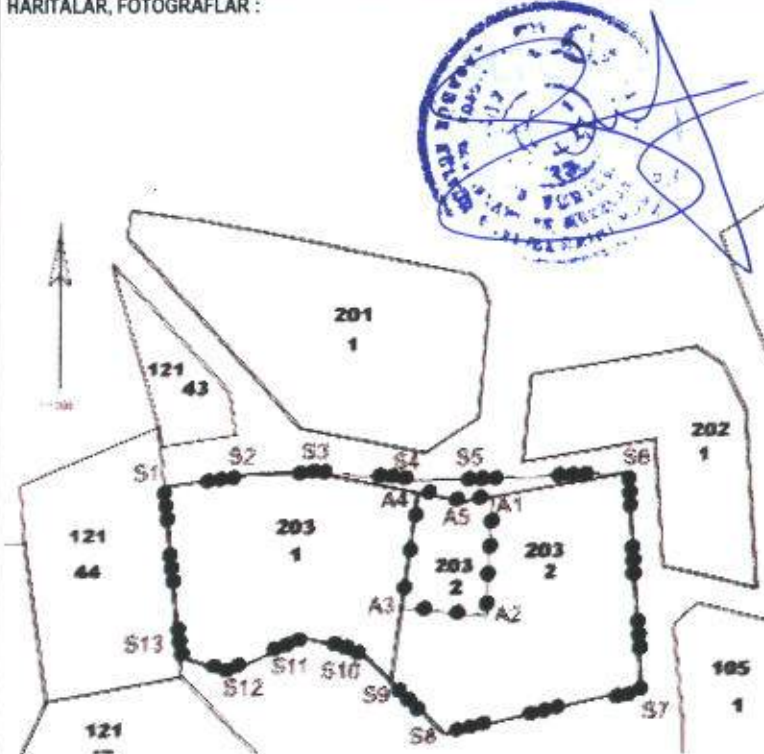 HARİTALAR, FOTOĞRAFLAR :
201
1
121
43
202
1
S1
S2
S3
S4
S5
S6
A4
A5
A1
121
44
203
1
203
2
203
2
A3
A2
S13
S12
S11
S10
S9
S8
S7
105
1
121